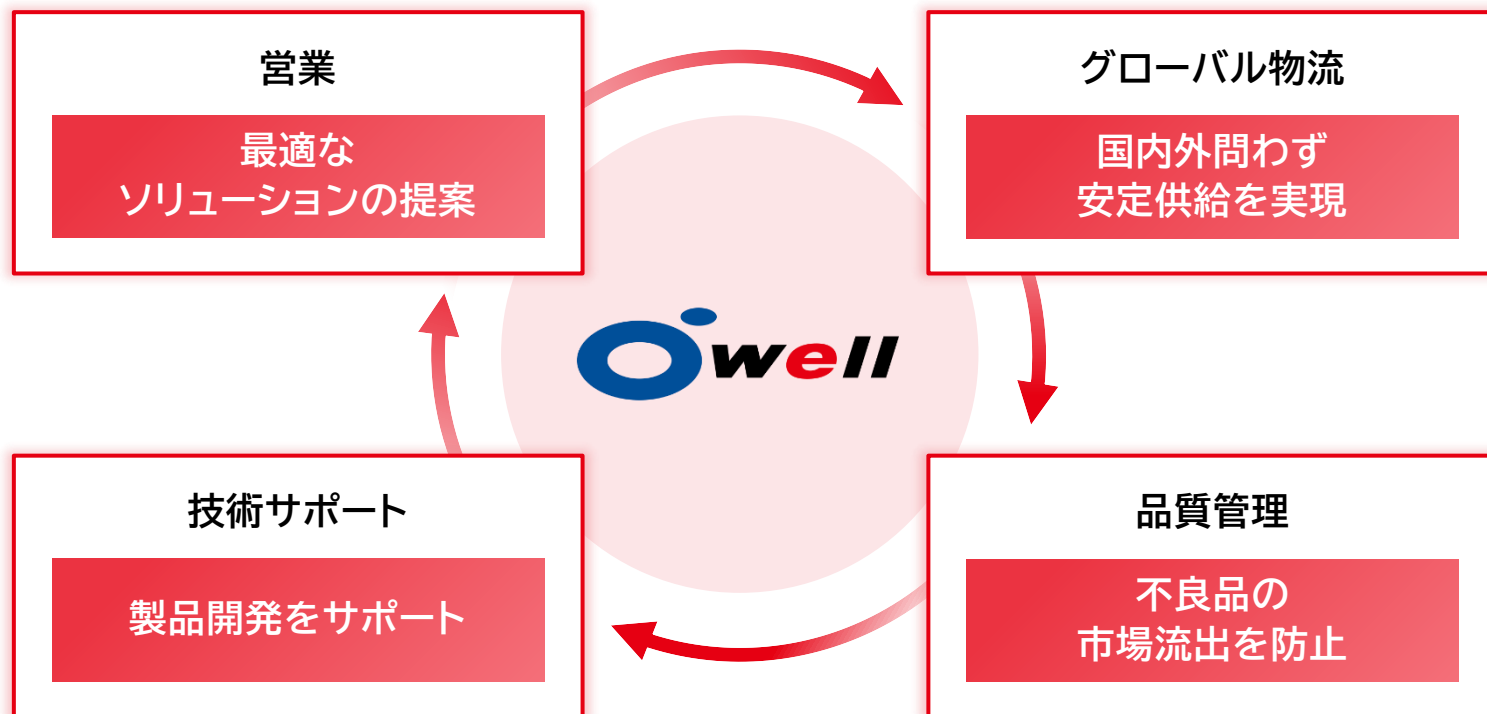 営業
最適な
ソリューションの提案
グローバル物流
国内外問わず
安定供給を実現
Owell
技術サポート
製品開発をサポート
品質管理
不良品の
市場流出を防止